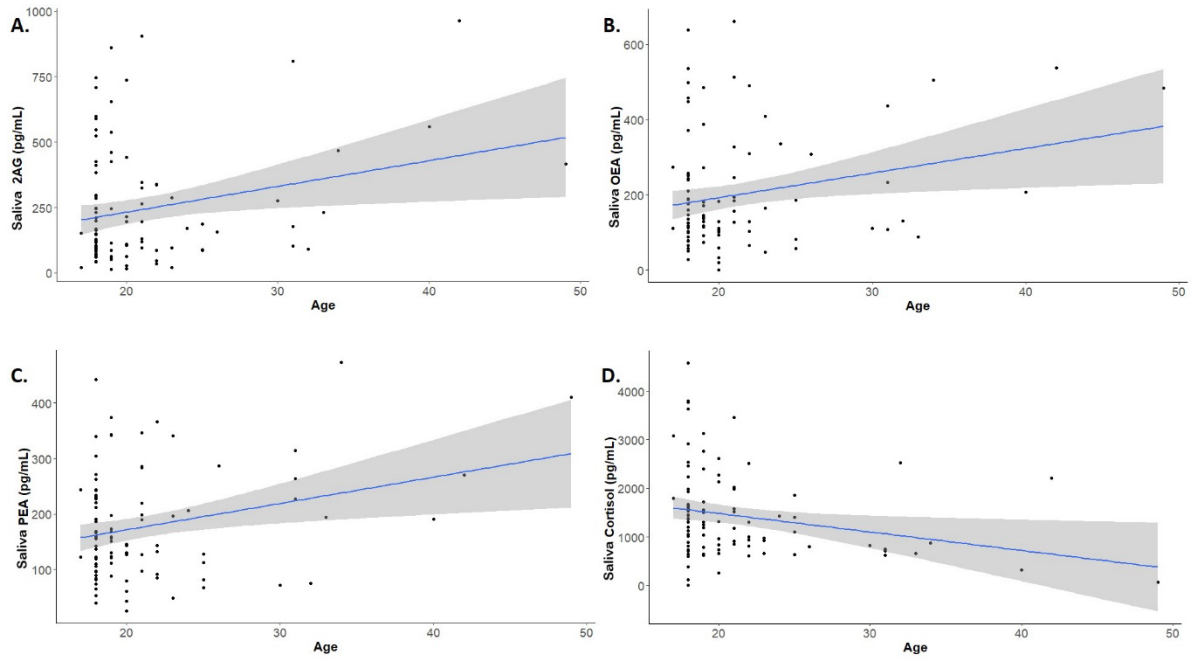 A.
Saliva 2AG (pg/mL)
1000
750
500
250
0
20 30 40 50
Age
B.
Saliva OEA (pg/mL)
600
400
200
0
20 30 40 50
Age
C.
Saliva PEA (pg/mL)
400
300
200
100
20 30 40 50
Age
D.
Saliva Cortisol (pg/mL)
4000
3000
2000
1000
0
20 30 40 50
Age